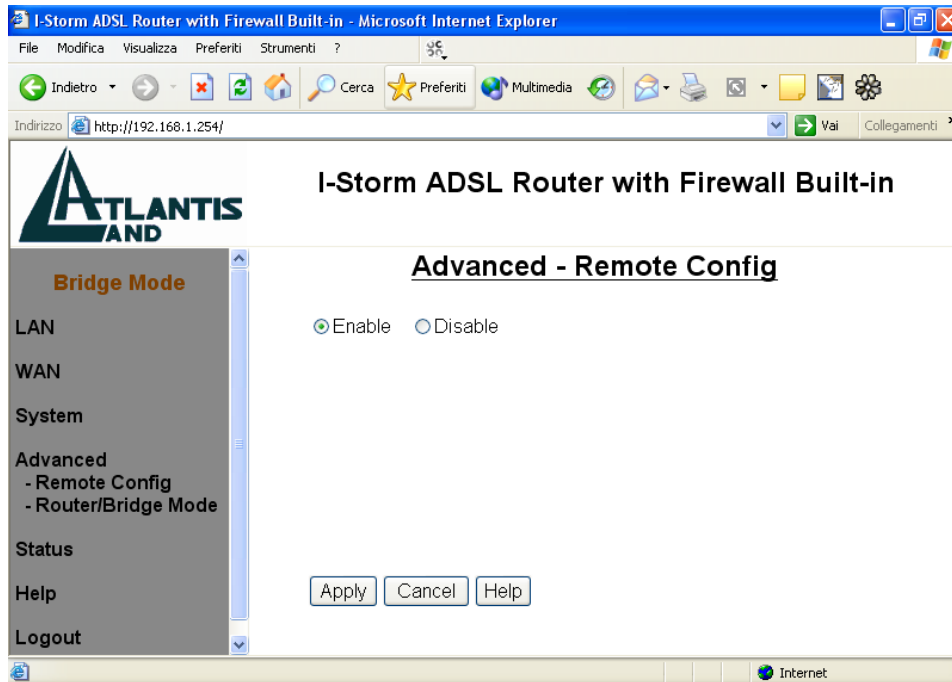 I-Storm ADSL Router with Firewall Built-in - Microsoft Internet Explorer
File Modifica Visualizza Preferiti Strumenti ?
Indietro Cerca Preferiti Multimedia
Indirizzo http://192.168.1.254/ Vai Collegamenti
ATLANTIS
LAND
I-Storm ADSL Router with Firewall Built-in
Bridge Mode
LAN
WAN
System
Advanced
- Remote Config
- Router/Bridge Mode
Status
Help
Logout
Advanced - Remote Config
Enable Disable
Apply Cancel Help
Internet